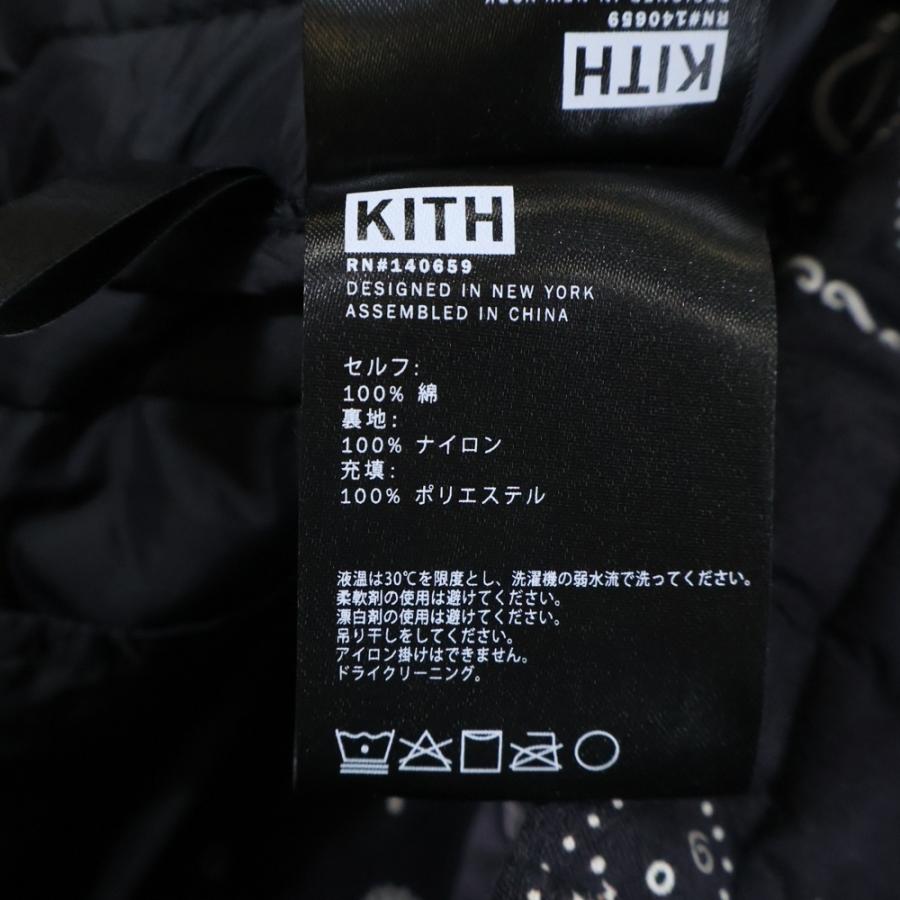 DESIGNED IN NEW YORK
RN#140659
KITH
KITH
RN#140659
DESIGNED IN NEW YORK
ASSEMBLED IN CHINA
セルフ:
100% 綿
裏地:
100% ナイロン
充填:
100% ポリエステル
液温は30℃を限度とし、洗濯機の弱水流で洗ってください。
柔軟剤の使用は避けてください。
漂白剤の使用は避けてください。
吊り干しをしてください。
アイロン掛けはできません。
ドライクリーニング。